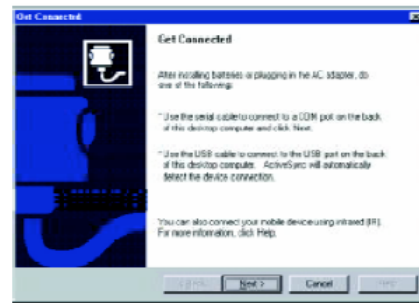 Get Connected
Get Connected
After installing batteries or plugging in the AC adapter, do
one of the following:
* Use the serial cable to connect to a COM port on the back
of this desktop computer and click Next.
* Use the USB cable to connect to the USB port on the back
of this desktop computer. ActiveSync will automatically
detect the device connection.
You can also connect your mobile device using infrared (IR).
For more information, click Help.
< Back Next > Cancel Help